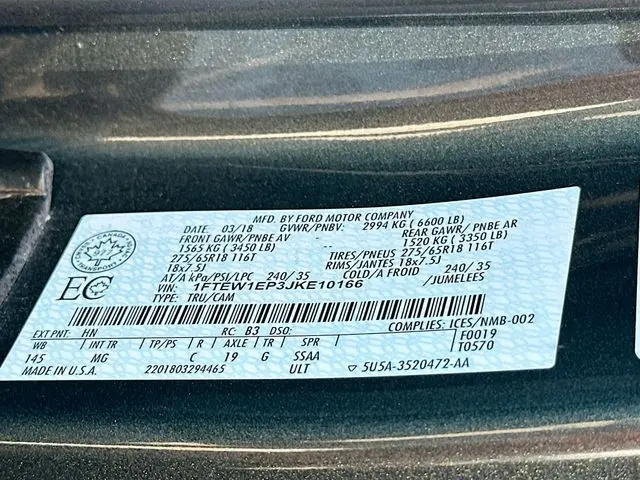 MFD. BY FORD MOTOR COMPANY
DATE: 03/18 GVWR/PNBV: 2994 KG ( 6600 LB)
FRONT GAWR/PNBE AV - REAR GAWR/ PNBE AR
1565 KG ( 3450 LB) - 1520 KG ( 3350 LB)
275/65R18 116T TIRES/PNEUS 275/65R18 116T
18x7.5J RIMS/JANTES 18x7.5J
AT/A kPa/PSI/LPC 240/ 35 COLD/A FROID 240/ 35
VIN: 1FTEW1EP3JKE10166 /JUMELEES
TYPE: TRU/CAM
EXT PNT: HN RC: B3 DSO: COMPLIES: ICES/NMB-002
WB INT TR TP/PS R AXLE TR SPR F0019
145 MG C 19 G SSAA T0570
MADE IN U.S.A. 2201803294465 ULT 5U5A-3520472-AA
CANADA
TRANSPORT
EC